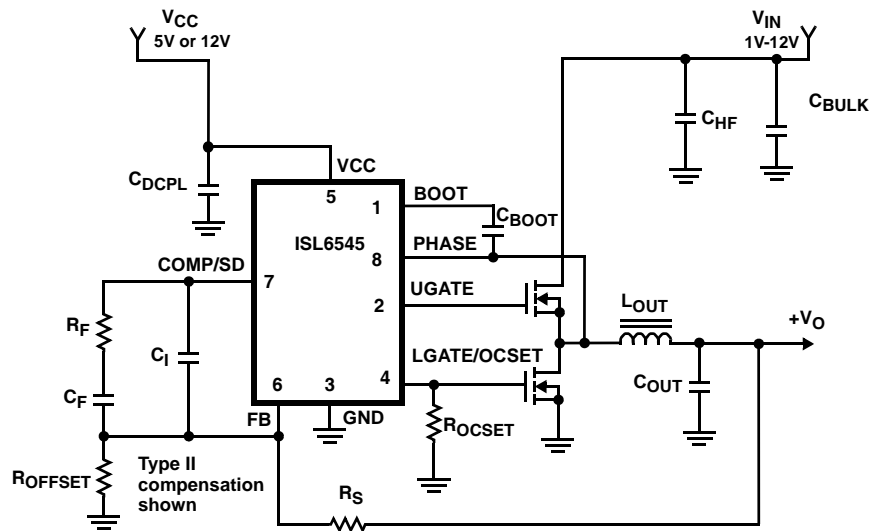 VCC
5V or 12V
VIN
1V-12V
CHF
CBULK
CDCPL
VCC
5
BOOT
1
CBOOT
ISL6545
PHASE
8
COMP/SD
7
UGATE
2
LOUT
+VO
RF
CI
LGATE/OCSET
4
COUT
CF
6
3
FB
GND
ROCSET
ROFFSET
Type II
compensation
shown
RS